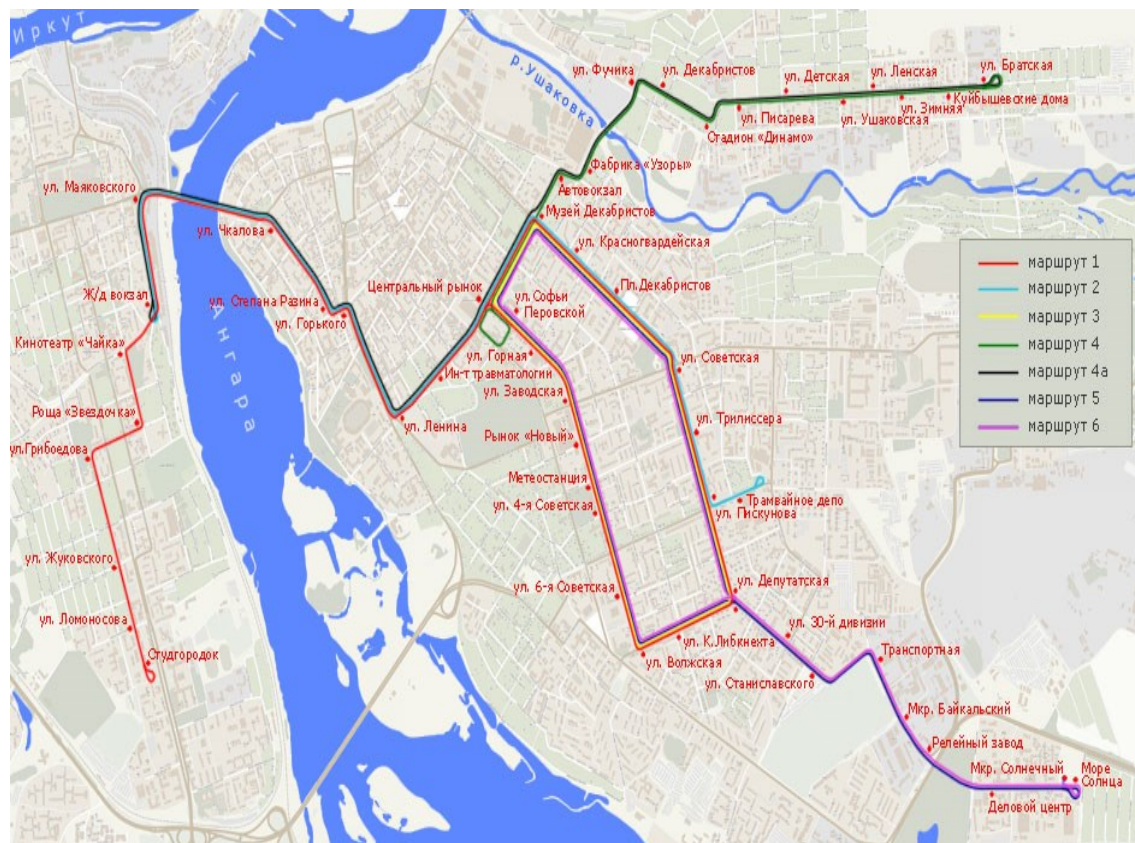 Иркут
р.Ушаковка
ул. Фучика
ул. Декабристов
ул. Детская
ул. Ленская
ул. Братская
ул. Писарева
ул. Ушаковская
ул. Зимняя
Куйбышевские дома
Стадион «Динамо»
Фабрика «Узоры»
Автовокзал
Музей Декабристов
ул. Маяковского
ул. Чкалова
ул. Красногвардейская
Пл. Декабристов
Ж/д вокзал
Центральный рынок
ул. Степана Разина
ул. Горького
ул. Софьи
Перовской
Ангара
Кинотеатр «Чайка»
ул. Горная
Ин-т травматологии
ул. Советская
ул. Заводская
Роща «Звездочка»
ул. Ленина
ул. Трилиссера
ул.Грибоедова
Рынок «Новый»
Метеостанция
ул. 4-я Советская
Трамвайное депо
ул. Пискунова
ул. Жуковского
ул. 6-я Советская
ул. Депутатская
ул. Ломоносова
ул. 30-й дивизии
ул. К.Либкнехта
Студгородок
ул. Волжская
Транспортная
ул. Станиславского
Мкр. Байкальский
Релейный завод
Мкр. Солнечный
Море
Солнца
Деловой центр
маршрут 1
маршрут 2
маршрут 3
маршрут 4
маршрут 4а
маршрут 5
маршрут 6